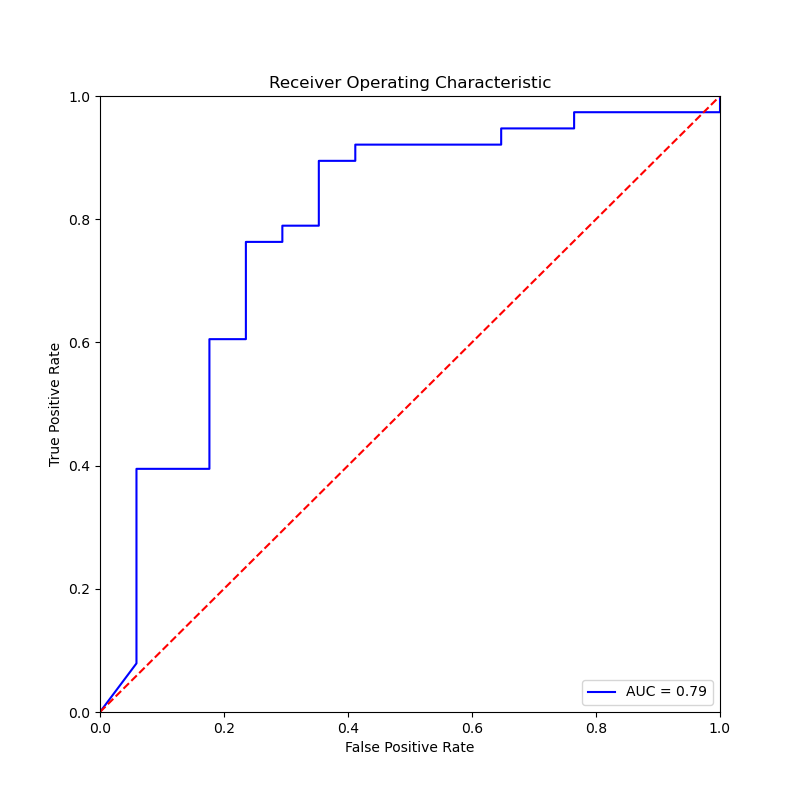 Receiver Operating Characteristic
1.0
0.8
0.6
0.4
0.2
0.0
True Positive Rate
AUC = 0.79
0.0 0.2 0.4 0.6 0.8 1.0
False Positive Rate